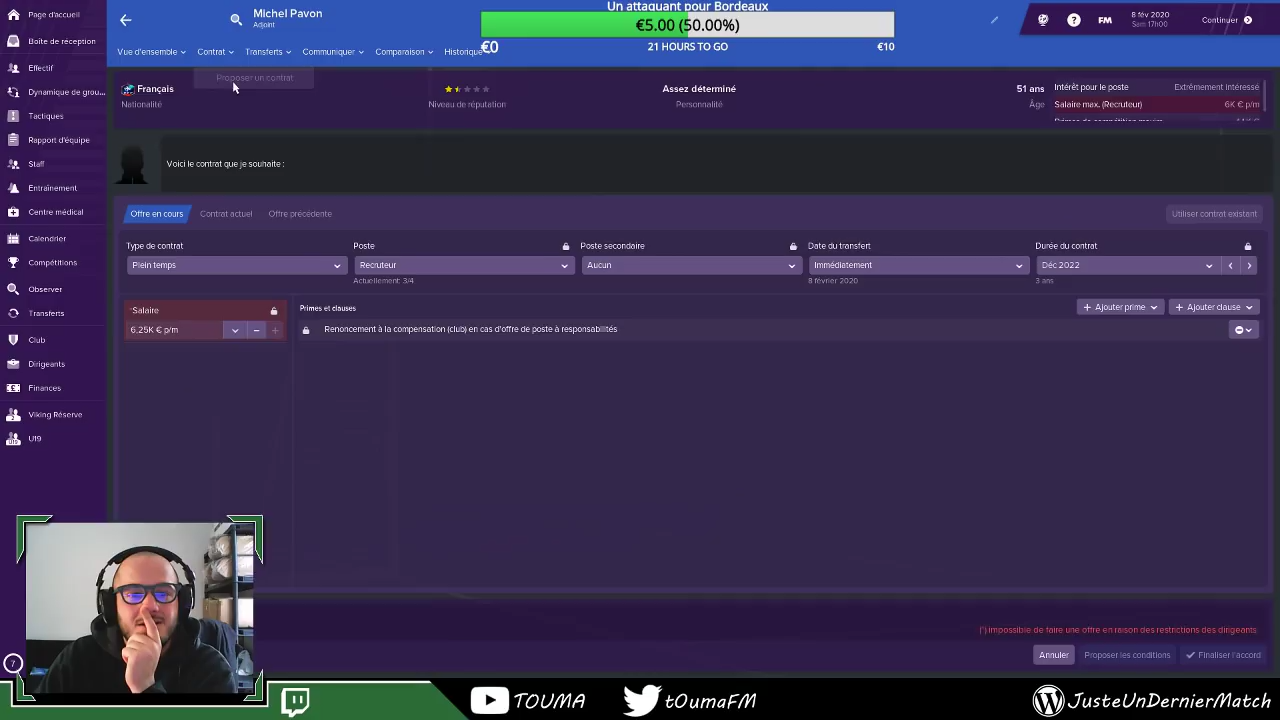 Un attaquant pour Bordeaux
€5.00 (50.00%)
€0
21 HOURS TO GO
€10
Michel Pavon
Adjoint
8 fév 2020
Sam 17h00
Continuer
FM
Page d'accueil
Boîte de réception
Effectif
Dynamique de grou...
Tactiques
Rapport d'équipe
Staff
Entraînement
Centre médical
Calendrier
Compétitions
Observer
Transferts
Club
Dirigeants
Finances
Viking Réserve
U19
Vue d'ensemble
Contrat
Transferts
Communiquer
Comparaison
Historique
Proposer un contrat
Français
Nationalité
Niveau de réputation
Assez déterminé
Personnalité
51 ans
Âge
Intérêt pour le poste
Extrêmement intéressé
Salaire max. (Recruteur)
6K € p/m
Voici le contrat que je souhaite :
Offre en cours
Contrat actuel
Offre précédente
Utiliser contrat existant
Type de contrat
Poste
Poste secondaire
Date du transfert
Durée du contrat
Plein temps
Recruteur
Aucun
Immédiatement
Déc 2022
Actuellement: 3/4
8 février 2020
3 ans
*Salaire
Primes et clauses
Ajouter prime
Ajouter clause
6.25K € p/m
Renoncement à la compensation (club) en cas d'offre de poste à responsabilités
(*) impossible de faire une offre en raison des restrictions des dirigeants.
Annuler
Proposer les conditions
Finaliser l'accord
7
TOUMA
tOumaFM
JusteUnDernierMatch